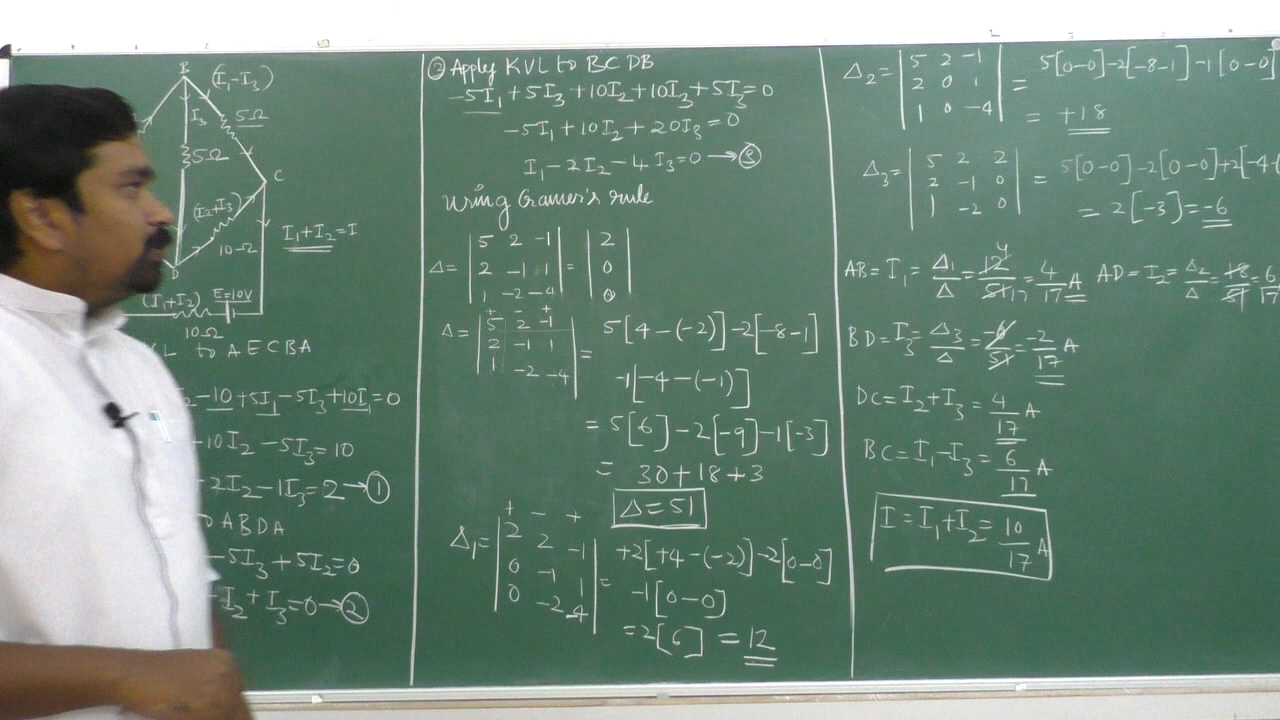 B
(I₁-I₃)
I₃
5Ω
5Ω
C
(I₂+I₃)
10Ω
I₁+I₂=I
D
(I₁+I₂) E=10V
10Ω
KL to AECBA
-10+5I₁-5I₃+10I₁=0
10I₂-5I₃=10
2I₂-1I₃=2→①
ABDA
-5I₃+5I₂=0
I₂+I₃=0→②
③ Apply KVL to BCDB
-5I₁+5I₃+10I₂+10I₃+5I₃=0
-5I₁+10I₂+20I₃=0
I₁-2I₂-4I₃=0→③
Using Cramer's rule
Δ= | 5 2 -1 | = | 2 |
| 2 -1 1 | | 0 |
| 1 -2 -4 | | 0 |
+ - +
Δ= | 5 2 -1 | = 5[4-(-2)]-2[-8-1]
| 2 -1 1 |
| 1 -2 -4 | -1[-4-(-1)]
= 5[6]-2[-9]-1[-3]
= 30+18+3
Δ=51
+ - +
Δ₁= | 2 2 -1 | = +2[+4-(-2)]-2[0-0]
| 0 -1 1 | -1[0-0]
| 0 -2 -4 |
=2[6] = 12
Δ₂= | 5 2 -1 | = 5[0-0]-2[-8-1]-1[0-0]
| 2 0 1 |
| 1 0 -4 | = +18
Δ₃= | 5 2 2 | = 5[0-0]-2[0-0]+2[-4-(
| 2 -1 0 |
| 1 -2 0 | = 2[-3]=-6
AB=I₁=Δ₁/Δ=12/51=4/17 A AD=I₂=Δ₂/Δ=18/51=6
BD=I₃=Δ₃/Δ=-6/51=-2/17 A
DC=I₂+I₃=4/17 A
BC=I₁-I₃=6/17 A
I=I₁+I₂=10/17 A